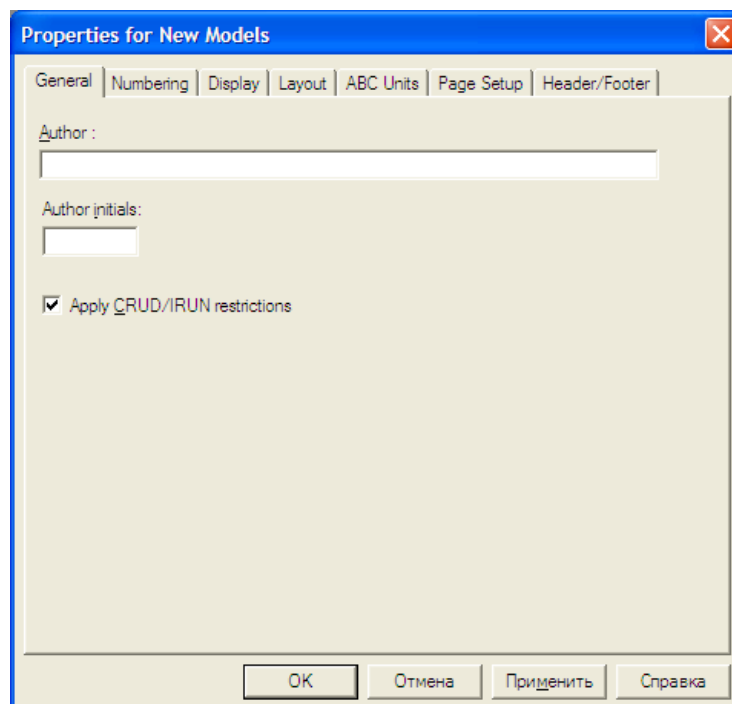 Properties for New Models
General Numbering Display Layout ABC Units Page Setup Header/Footer
Author :
Author initials:
Apply CRUD/IRUN restrictions
OK Отмена Применить Справка